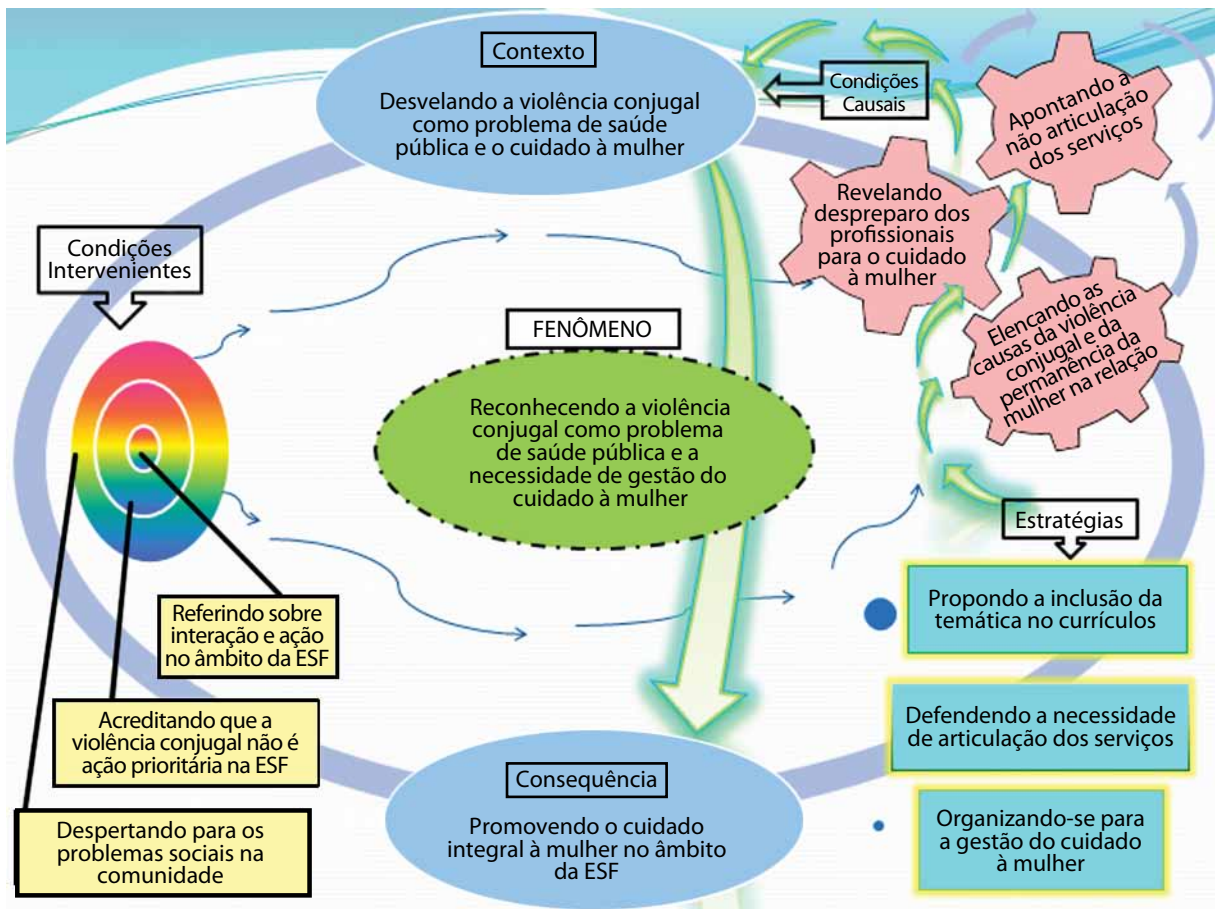 Contexto
Desvelando a violência conjugal
como problema de saúde
pública e o cuidado à mulher
Condições
Causais
Apontando a
não articulação
dos serviços
Revelando
despreparo dos
profissionais
para o cuidado
à mulher
Elencando as
causas da violência
conjugal e da
permanência da
mulher na relação
Condições
Intervenientes
FENÔMENO
Reconhecendo a violência
conjugal como problema
de saúde pública e a
necessidade de gestão do
cuidado à mulher
Estratégias
Propondo a inclusão da
temática no currículos
Defendendo a necessidade
de articulação dos serviços
Organizando-se para
a gestão do cuidado
à mulher
Referindo sobre
interação e ação
no âmbito da ESF
Acreditando que a
violência conjugal não é
ação prioritária na ESF
Despertando para os
problemas sociais na
comunidade
Consequência
Promovendo o cuidado
integral à mulher no âmbito
da ESF